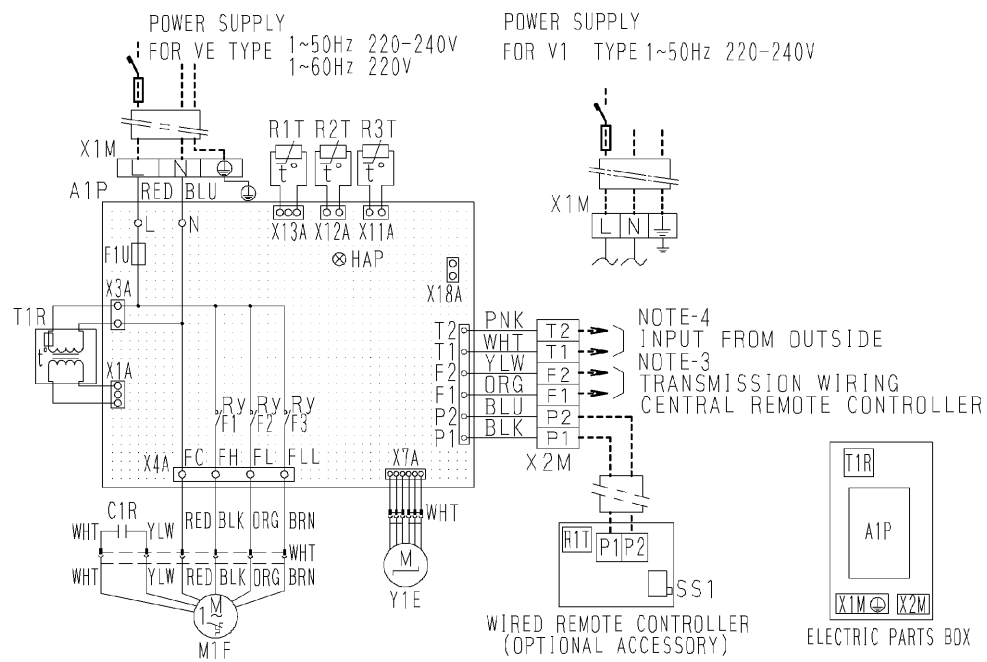 POWER SUPPLY
FOR VE TYPE 1~50Hz 220-240V
1~60Hz 220V
POWER SUPPLY
FOR V1 TYPE 1~50Hz 220-240V
R1T R2T R3T
t° t° t°
X1M
L N
A1P RED BLU
X13A X12A X11A
X1M
L N
L N
F1U
HAP
X18A
X3A
T1R
t°
X1A
T2 PNK T2
T1 WHT T1
F2 YLW F2
F1 ORG F1
P2 BLU P2
P1 BLK P1
X2M
NOTE-4
INPUT FROM OUTSIDE
NOTE-3
TRANSMISSION WIRING
CENTRAL REMOTE CONTROLLER
Ry Ry Ry
F1 F2 F3
X4A FC FH FL FLL
X7A
C1R
WHT YLW RED BLK ORG BRN
WHT
WHT YLW RED BLK ORG BRN
M
1~
F
M1F
WHT
M
Y1E
R1T P1 P2
SS1
WIRED REMOTE CONTROLLER
(OPTIONAL ACCESSORY)
T1R
A1P
X1M X2M
ELECTRIC PARTS BOX